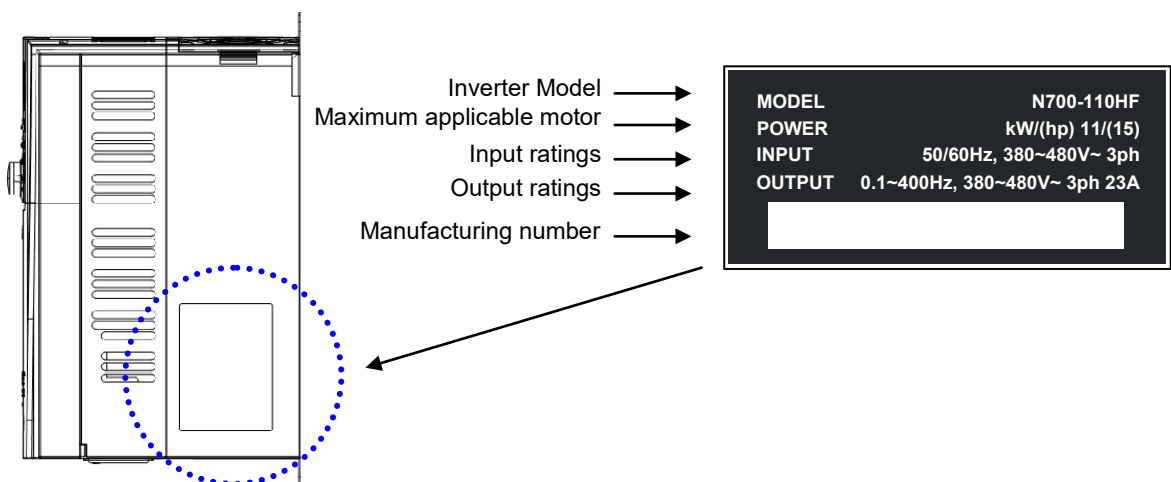 Inverter Model
Maximum applicable motor
Input ratings
Output ratings
Manufacturing number
MODEL N700-110HF
POWER kW/(hp) 11/(15)
INPUT 50/60Hz, 380~480V~ 3ph
OUTPUT 0.1~400Hz, 380~480V~ 3ph 23A